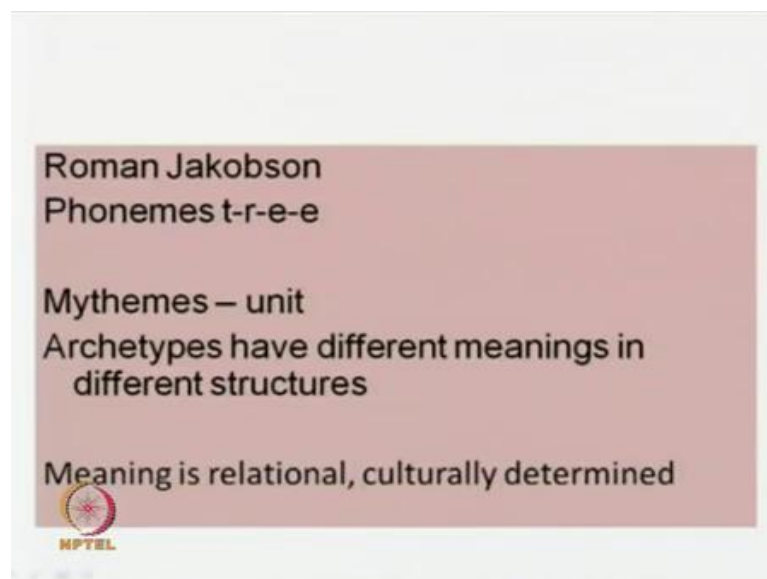 Roman Jakobson
Phonemes t-r-e-e
Mythemes – unit
Archetypes have different meanings in
different structures
Meaning is relational, culturally determined
NPTEL